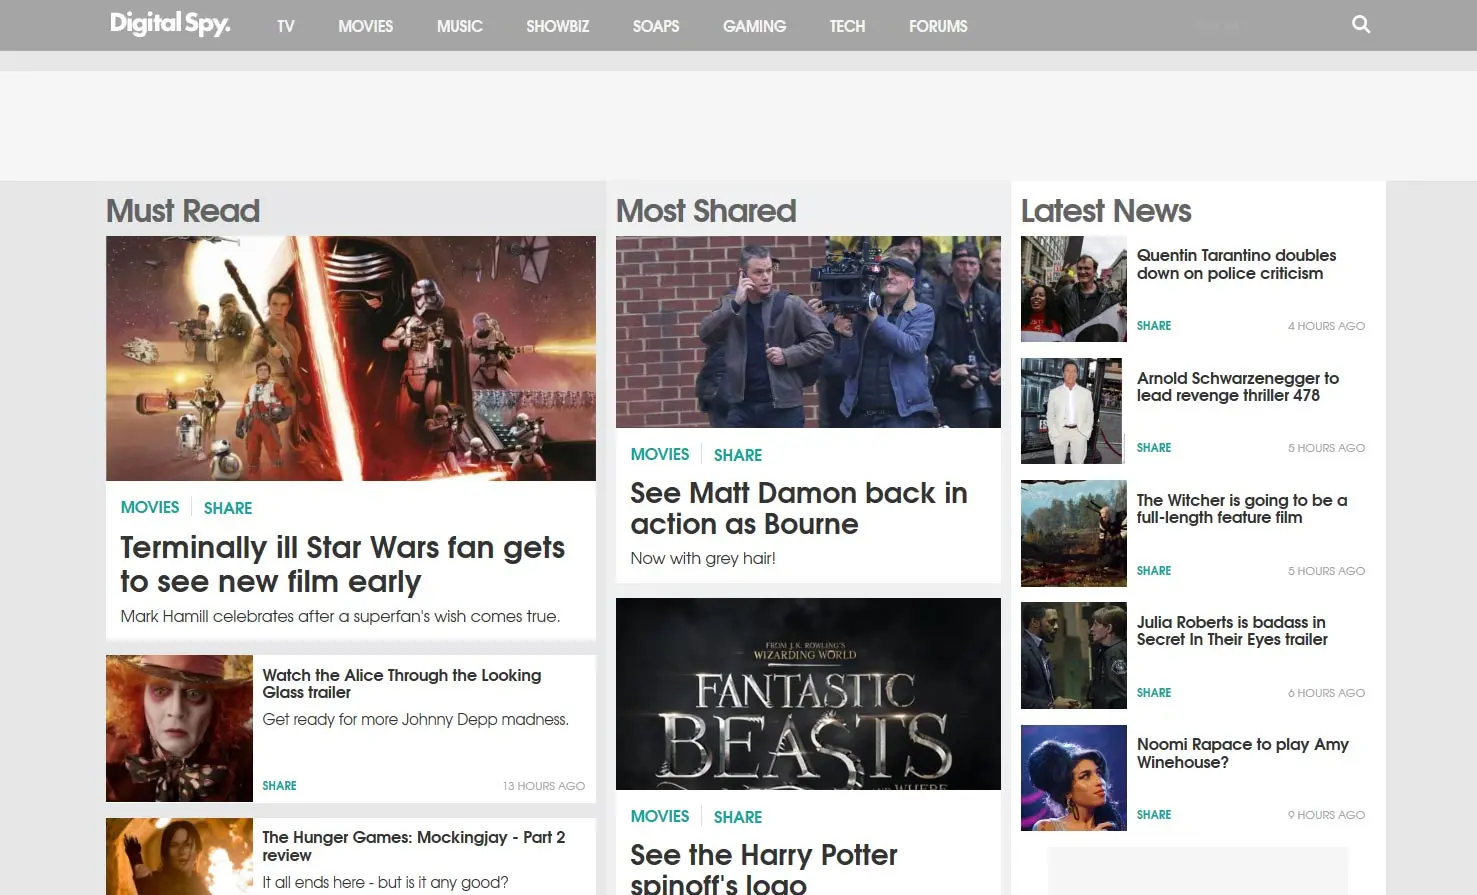 Digital Spy.
TV
MOVIES
MUSIC
SHOWBIZ
SOAPS
GAMING
TECH
FORUMS
Must Read
MOVIES
SHARE
Terminally ill Star Wars fan gets
to see new film early
Mark Hamill celebrates after a superfan's wish comes true.
Watch the Alice Through the Looking
Glass trailer
Get ready for more Johnny Depp madness.
SHARE
13 HOURS AGO
The Hunger Games: Mockingjay - Part 2
review
It all ends here - but is it any good?
Most Shared
MOVIES
SHARE
See Matt Damon back in
action as Bourne
Now with grey hair!
FROM J.K. ROWLING'S
WIZARDING WORLD
FANTASTIC
BEASTS
AND WHERE
MOVIES
SHARE
See the Harry Potter
spinoff's logo
Latest News
Quentin Tarantino doubles
down on police criticism
SHARE
4 HOURS AGO
Arnold Schwarzenegger to
lead revenge thriller 478
SHARE
5 HOURS AGO
The Witcher is going to be a
full-length feature film
SHARE
5 HOURS AGO
Julia Roberts is badass in
Secret In Their Eyes trailer
SHARE
6 HOURS AGO
Noomi Rapace to play Amy
Winehouse?
SHARE
9 HOURS AGO